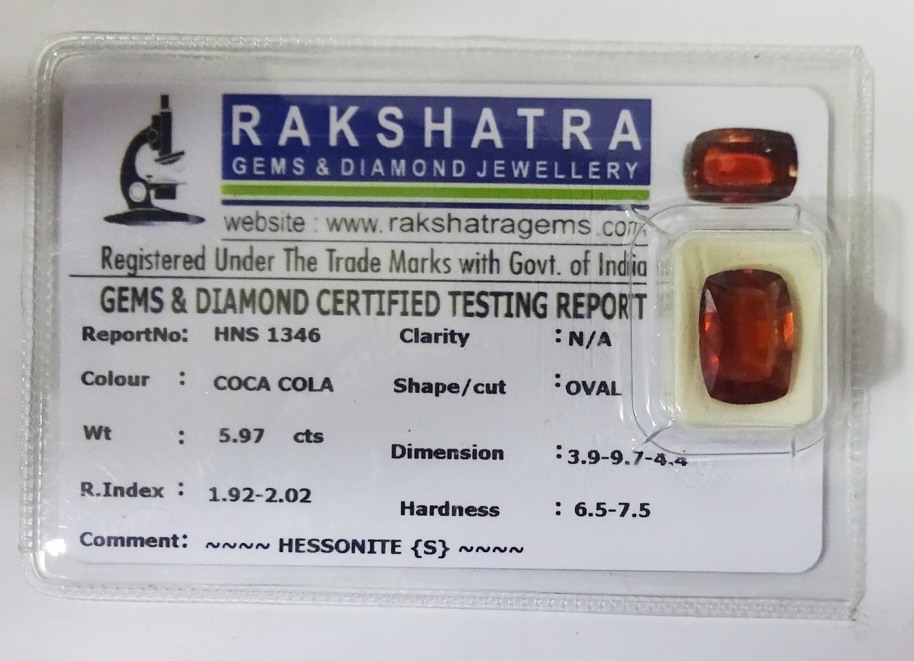 RAKSHATRA
GEMS & DIAMOND JEWELLERY
website : www. rakshatragems .com
Registered Under The Trade Marks with Govt. of India
GEMS & DIAMOND CERTIFIED TESTING REPORT
ReportNo: HNS 1346 Clarity : N/A
Colour : COCA COLA Shape/cut : OVAL
Wt : 5.97 cts Dimension : 3.9-9.7-4.4
R.Index : 1.92-2.02 Hardness : 6.5-7.5
Comment: ~~~~ HESSONITE {S} ~~~~